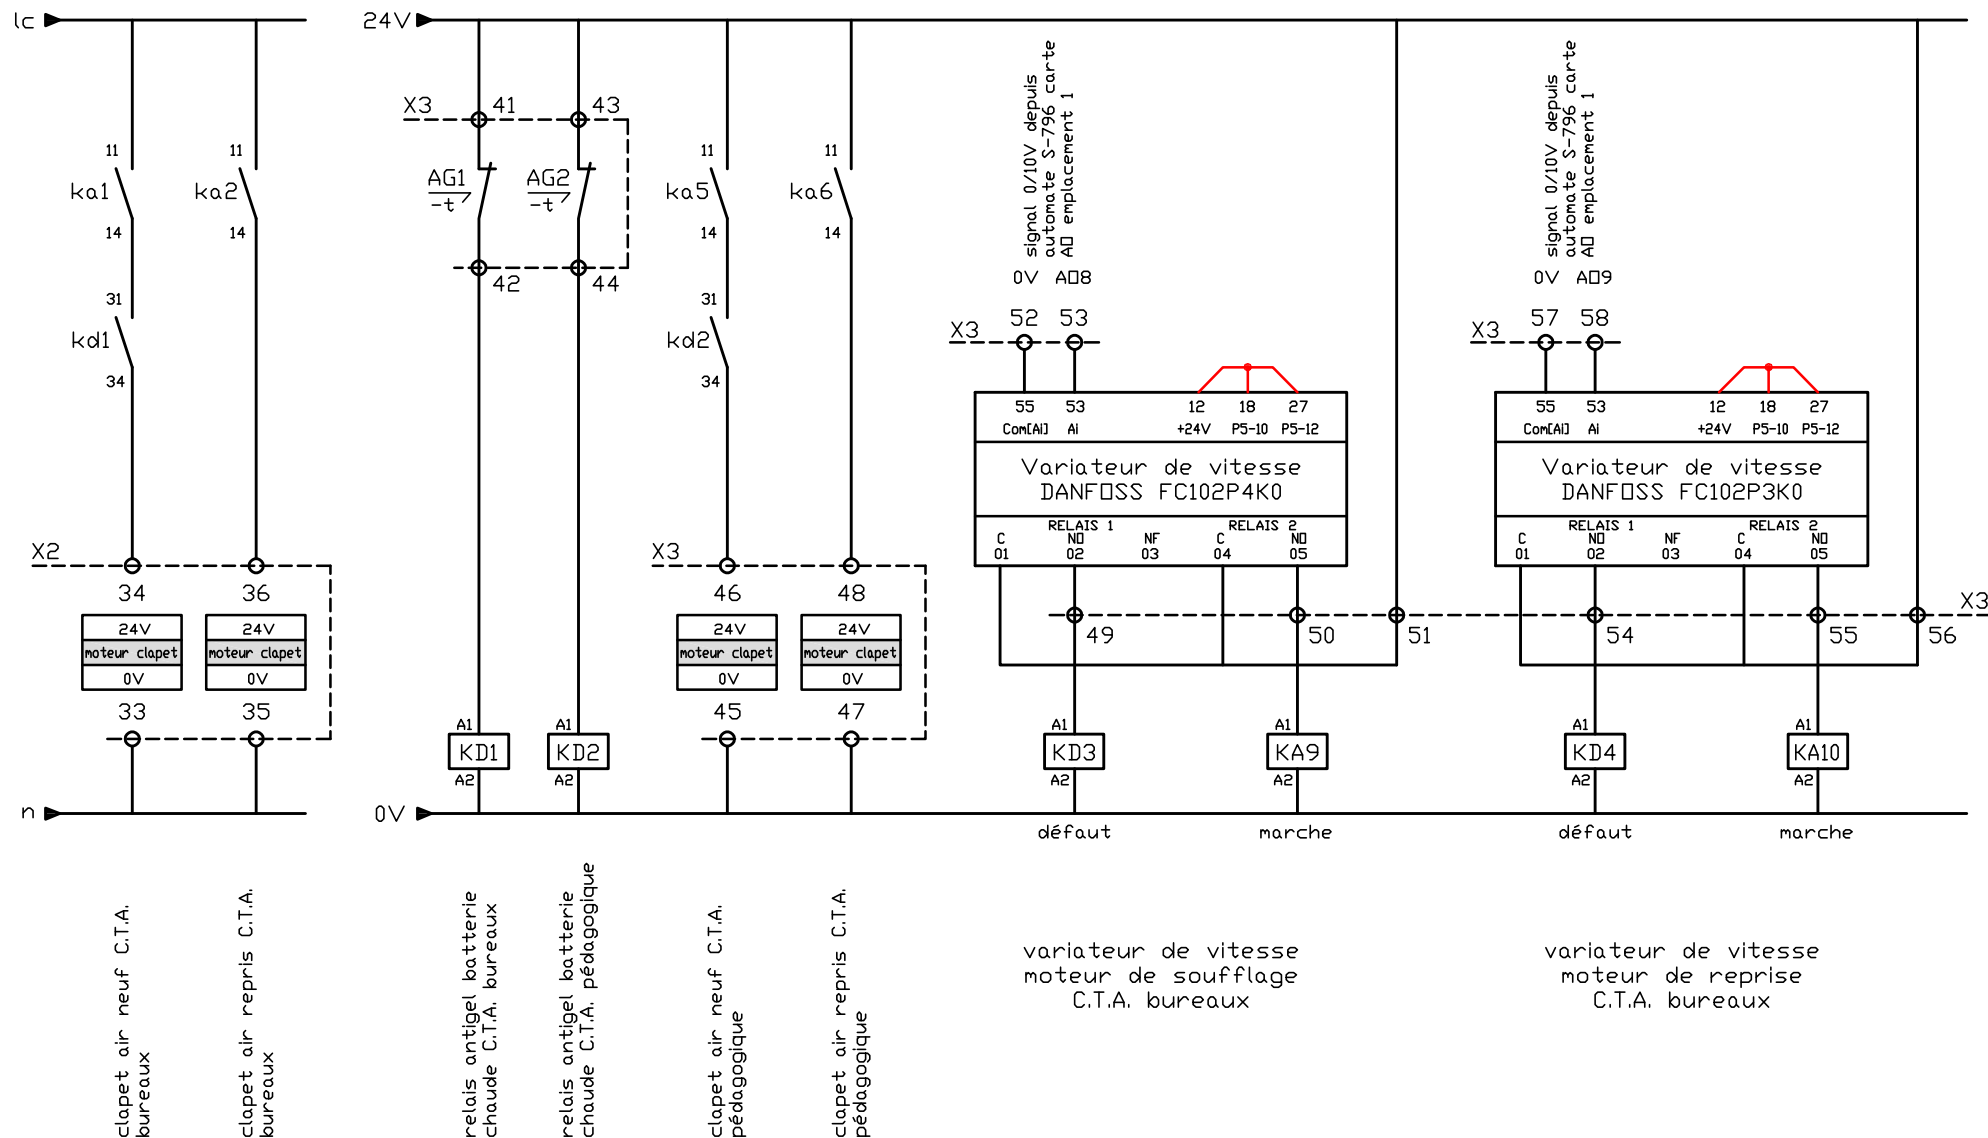 lc
24V
signal 0/10V depuis
automate S-796 carte
AO emplacement 1
signal 0/10V depuis
automate S-796 carte
AO emplacement 1
X3 41 43
11 11 11 11
ka1 ka2 AG1 AG2 ka5 ka6
-t -t
14 14 14 14
0V AO8 0V AO9
42 44
31 31
kd1 kd2
34 34
X3 52 53 X3 57 58
55 53 12 18 27
Com[Ai] Ai +24V P5-10 P5-12
Variateur de vitesse
DANFOSS FC102P4K0
RELAIS 1 RELAIS 2
C NO NF C NO
01 02 03 04 05
55 53 12 18 27
Com[Ai] Ai +24V P5-10 P5-12
Variateur de vitesse
DANFOSS FC102P3K0
RELAIS 1 RELAIS 2
C NO NF C NO
01 02 03 04 05
X2 X3
34 36 46 48
X3
49 50 51 54 55 56
24V 24V 24V 24V
moteur clapet moteur clapet moteur clapet moteur clapet
0V 0V 0V 0V
33 35 45 47
A1 A1 A1 A1 A1 A1
KD1 KD2 KD3 KA9 KD4 KA10
A2 A2 A2 A2 A2 A2
n
0V
défaut marche défaut marche
clapet air neuf C.T.A.
bureaux
clapet air repris C.T.A.
bureaux
relais antigel batterie
chaude C.T.A. bureaux
relais antigel batterie
chaude C.T.A. pédagogique
clapet air neuf C.T.A.
pédagogique
clapet air repris C.T.A.
pédagogique
variateur de vitesse
moteur de soufflage
C.T.A. bureaux
variateur de vitesse
moteur de reprise
C.T.A. bureaux